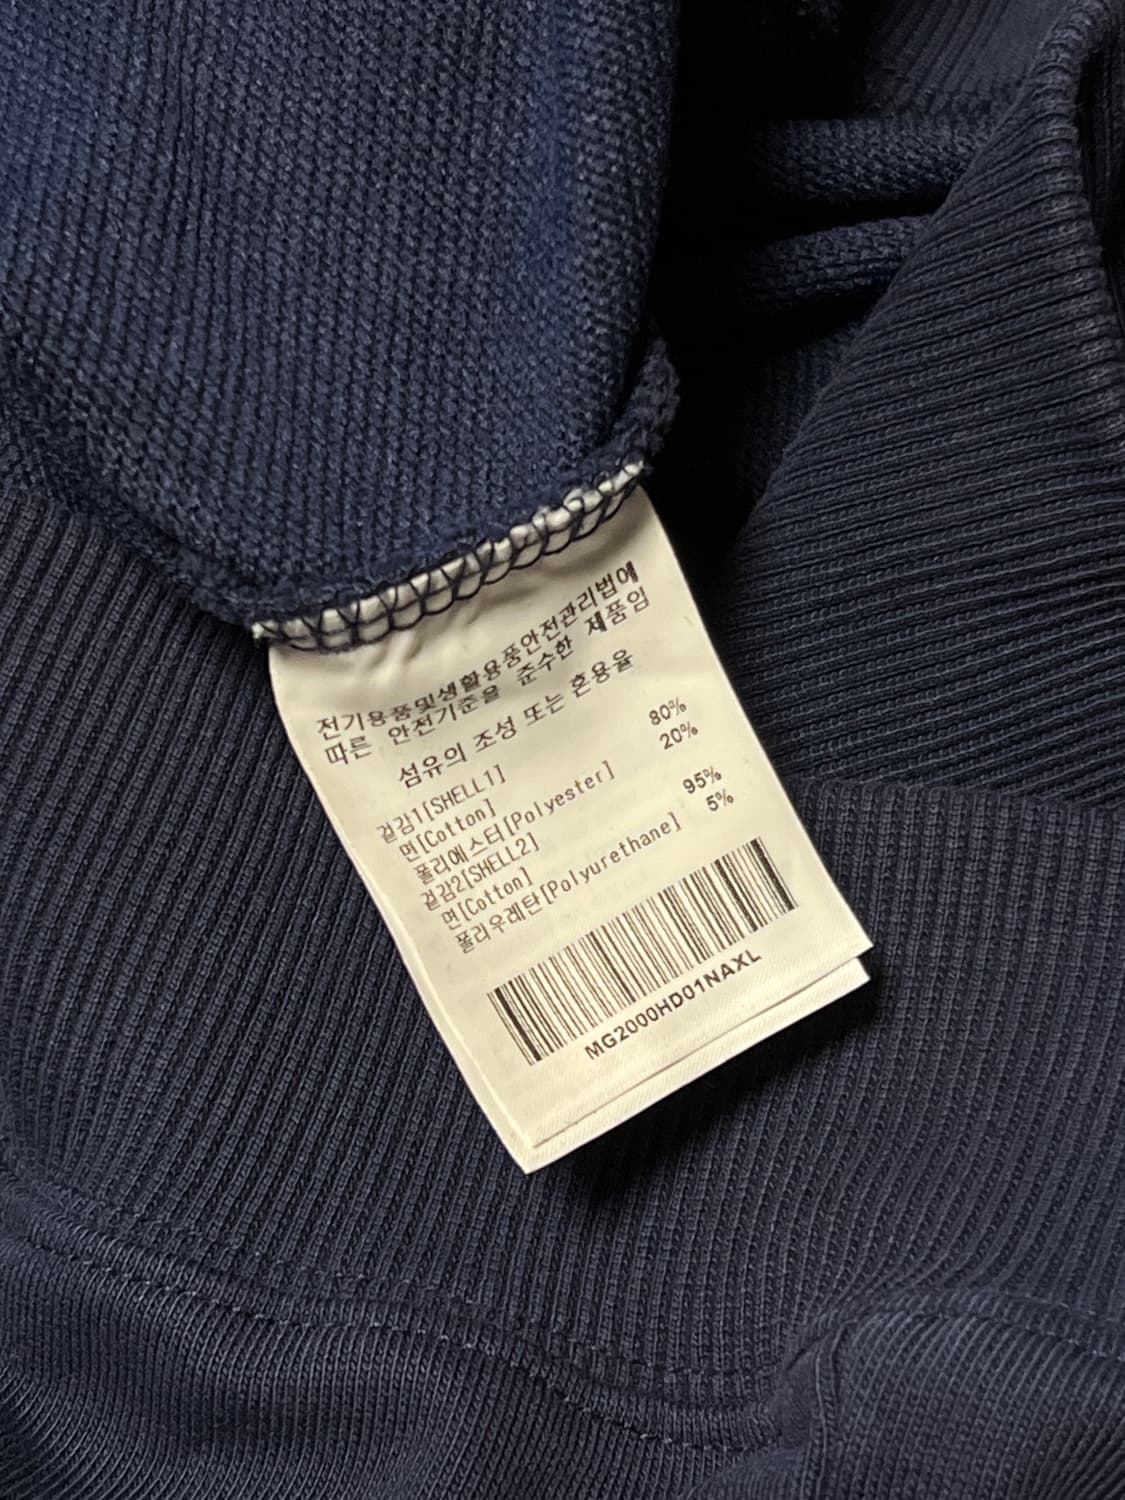 전기용품및생활용품안전관리법에
따른 안전기준을 준수한 제품임
섬유의 조성 또는 혼용율
겉감1[SHELL1]
면[Cotton] 80%
폴리에스터[Polyester] 20%
겉감2[SHELL2]
면[Cotton] 95%
폴리우레탄[Polyurethane] 5%
MG2000HD01NAXL